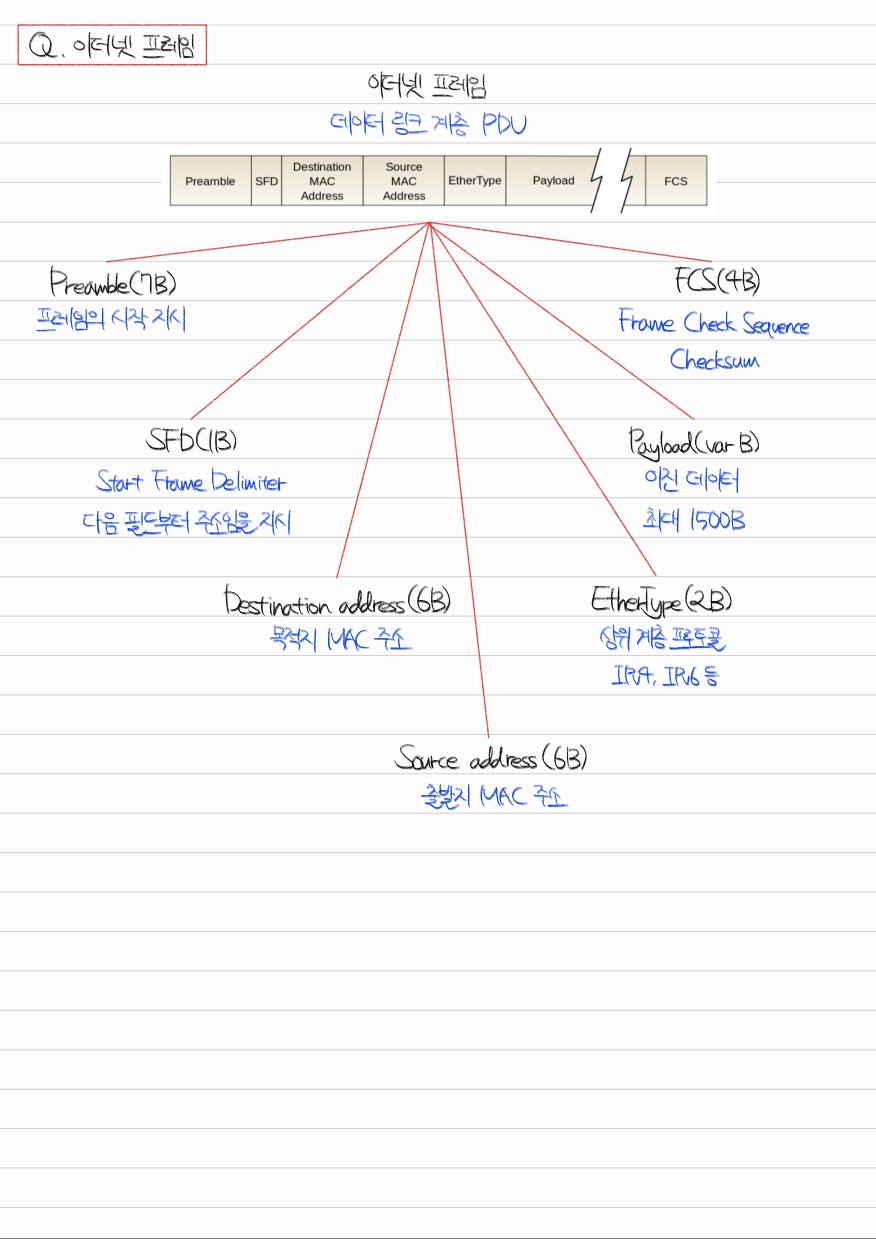 Q. 이더넷 프레임
이더넷 프레임
데이터 링크 계층 PDU
Preamble
SFD
Destination
MAC
Address
Source
MAC
Address
EtherType
Payload
FCS
Preamble(7B)
프레임의 시작 지시
FCS(4B)
Frame Check Sequence
Checksum
SFD(1B)
Start Frame Delimiter
다음 필드부터 주소임을 지시
Payload(var B)
이진 데이터
최대 1500B
Destination address(6B)
목적지 MAC 주소
EtherType(2B)
상위 계층 프로토콜
IPv4, IPv6 등
Source address(6B)
출발지 MAC 주소